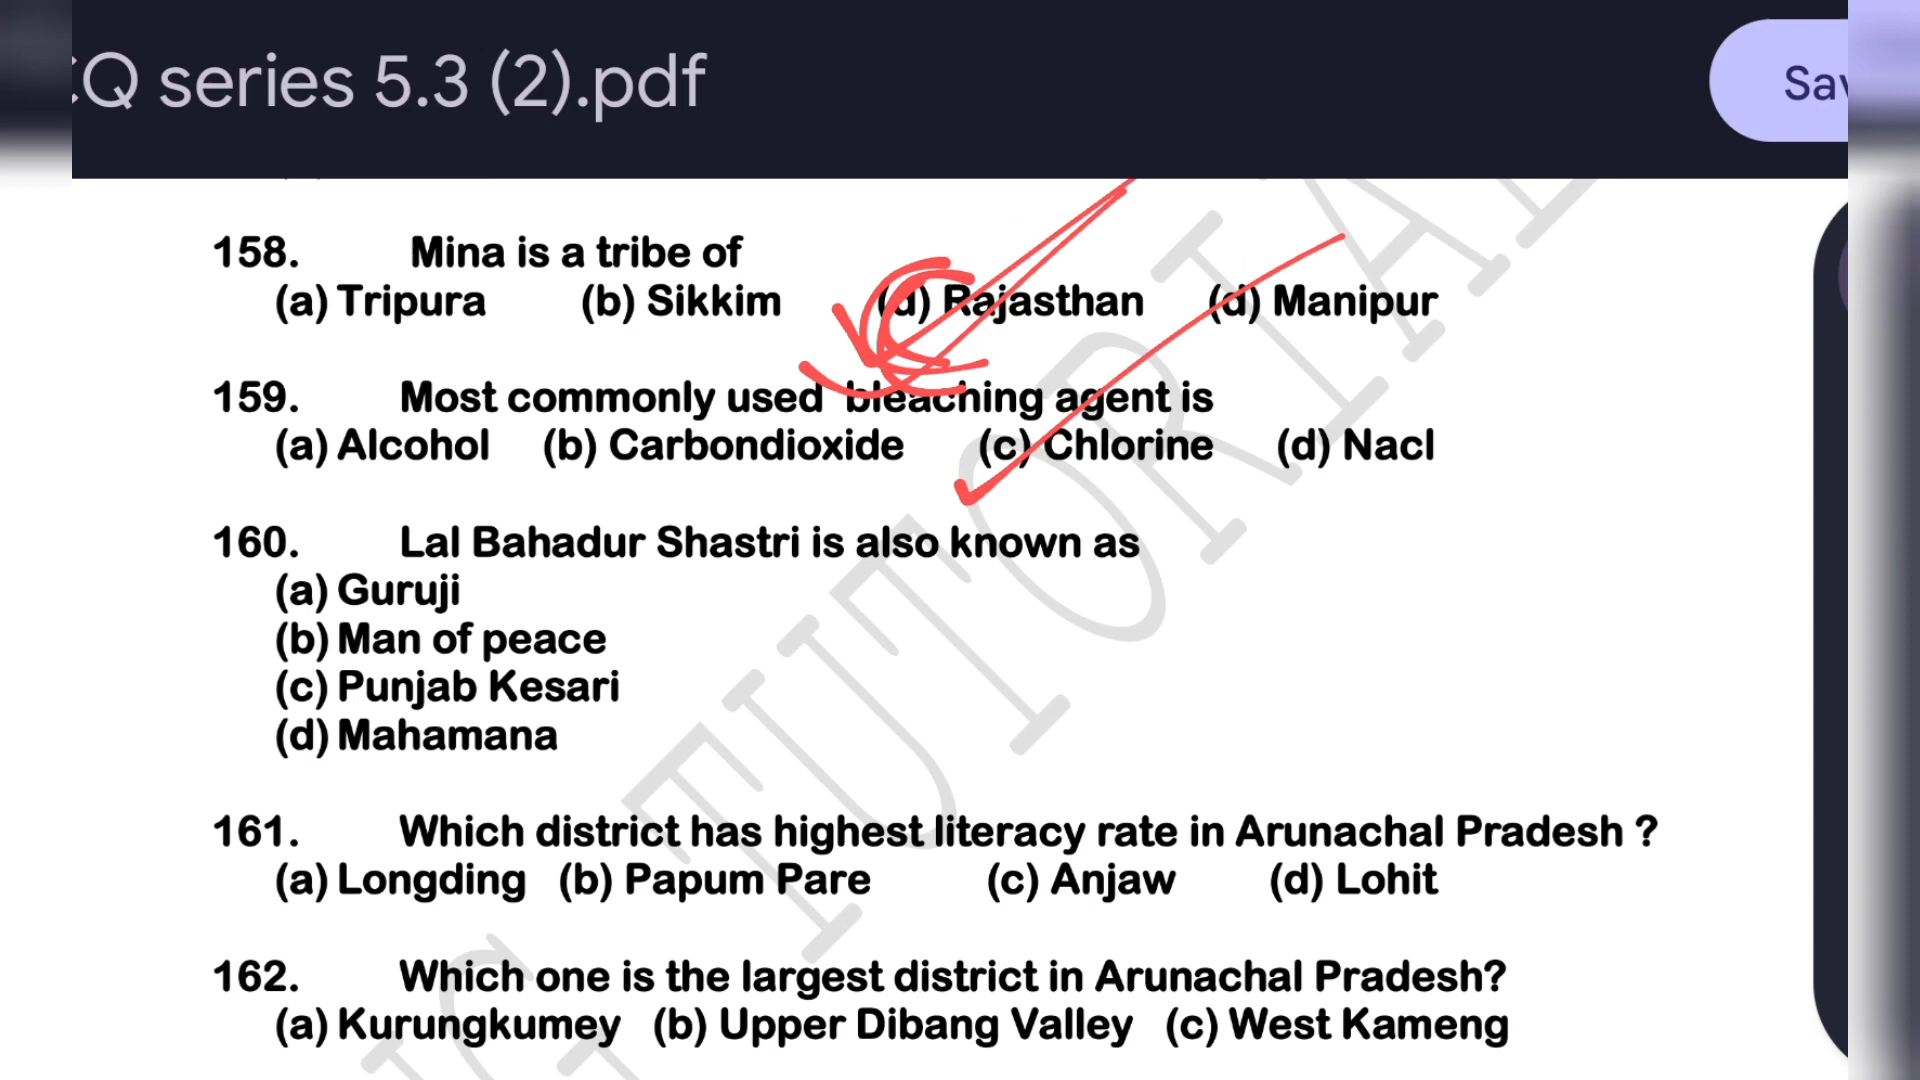 Q series 5.3 (2).pdf
Sav
158. Mina is a tribe of
(a) Tripura (b) Sikkim (d) Rajasthan (d) Manipur
159. Most commonly used bleaching agent is
(a) Alcohol (b) Carbondioxide (c) Chlorine (d) Nacl
160. Lal Bahadur Shastri is also known as
(a) Guruji
(b) Man of peace
(c) Punjab Kesari
(d) Mahamana
161. Which district has highest literacy rate in Arunachal Pradesh ?
(a) Longding (b) Papum Pare (c) Anjaw (d) Lohit
162. Which one is the largest district in Arunachal Pradesh?
(a) Kurungkumey (b) Upper Dibang Valley (c) West Kameng
G TUTORIAL